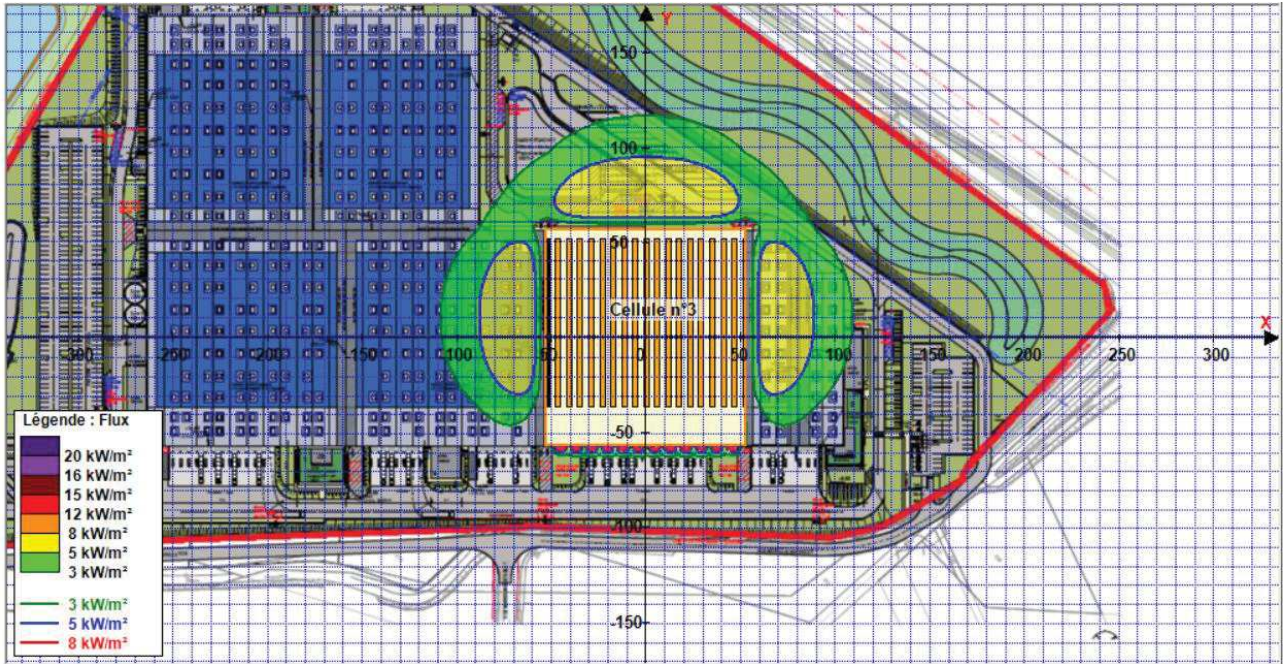 Y
150
100
50
Cellule n°3
X
-300 -250 -200 -150 -100 -50 0 50 100 150 200 250 300
-50
-100
-150
Légende : Flux
20 kW/m²
16 kW/m²
15 kW/m²
12 kW/m²
8 kW/m²
5 kW/m²
3 kW/m²
3 kW/m²
5 kW/m²
8 kW/m²